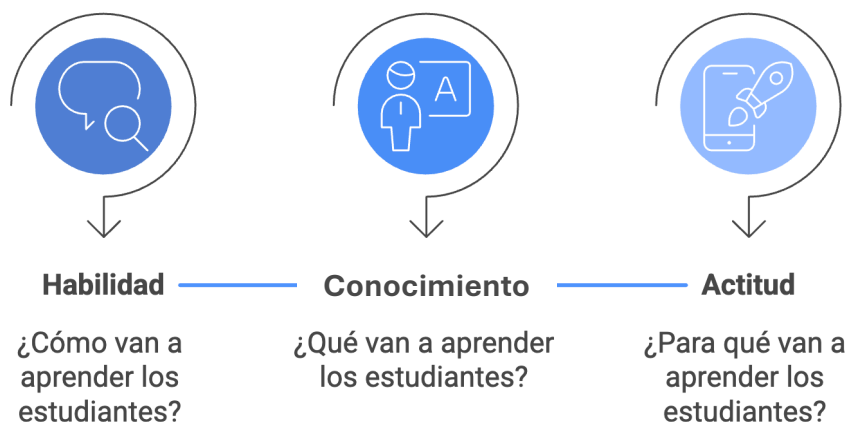 A
Habilidad
¿Cómo van a
aprender los
estudiantes?
Conocimiento
¿Qué van a aprender
los estudiantes?
Actitud
¿Para qué van a
aprender los
estudiantes?